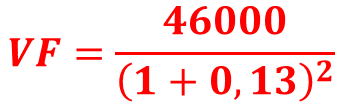 VF = 46000 / (1 + 0,13)²